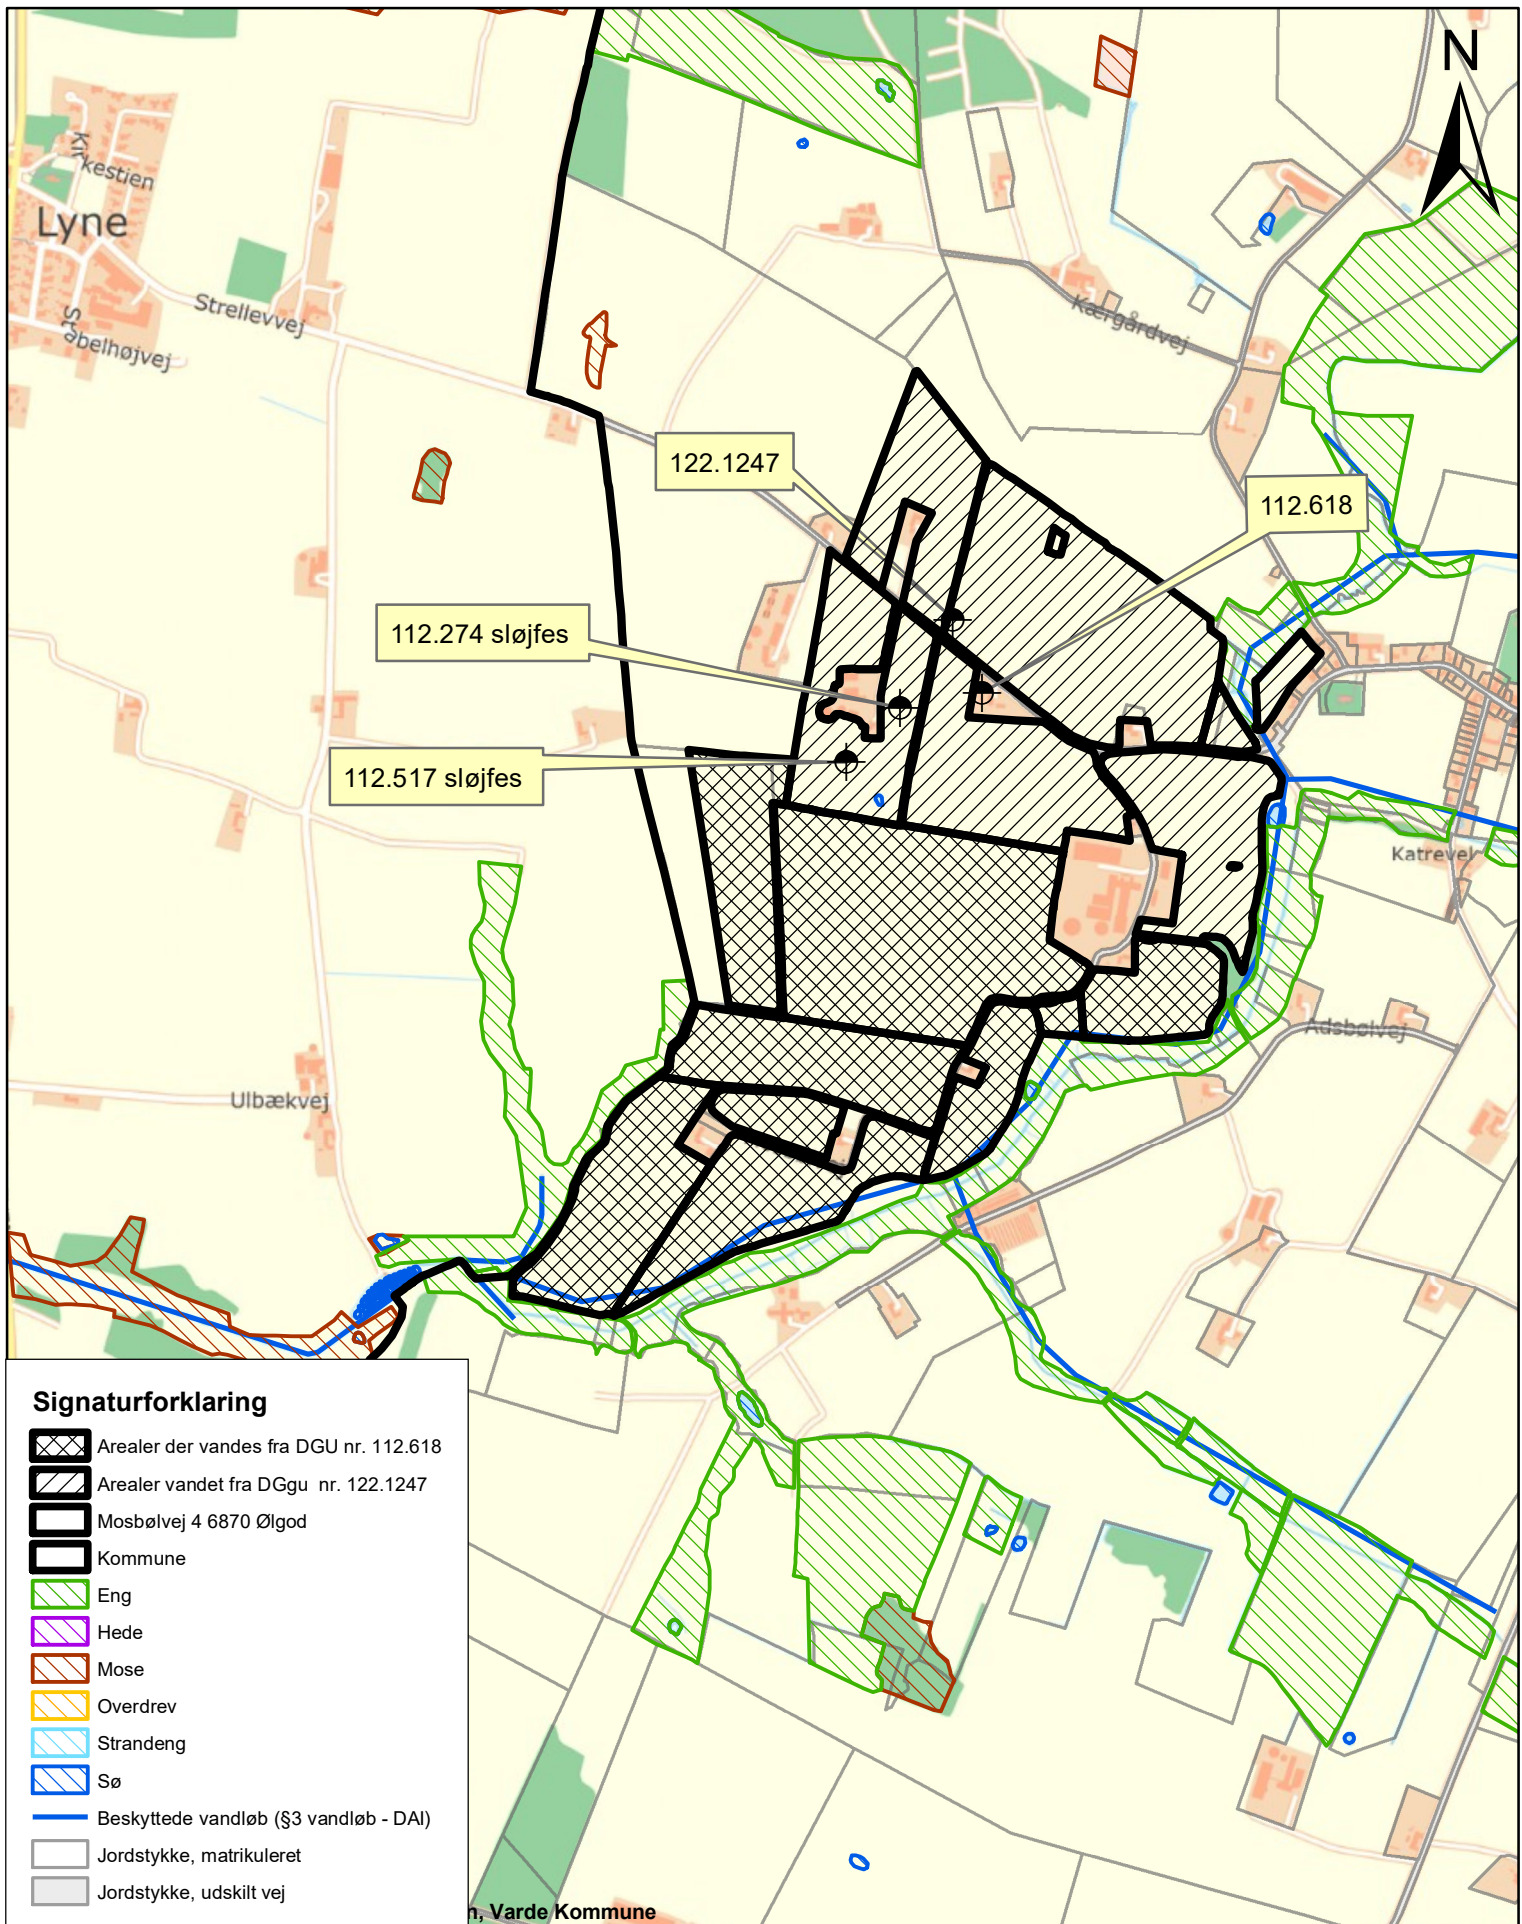 N
Kirkestien
Lyne
Strellevvej
Stabelhøjvej
Kærgårdvej
122.1247
112.618
112.274 sløjfes
112.517 sløjfes
Katrevel
Adsbølvej
Ulbækvej
Signaturforklaring
Arealer der vandes fra DGU nr. 112.618
Arealer vandet fra DGgu nr. 122.1247
Mosbølvej 4 6870 Ølgod
Kommune
Eng
Hede
Mose
Overdrev
Strandeng
Sø
Beskyttede vandløb (§3 vandløb - DAI)
Jordstykke, matrikuleret
Jordstykke, udskilt vej
, Varde Kommune